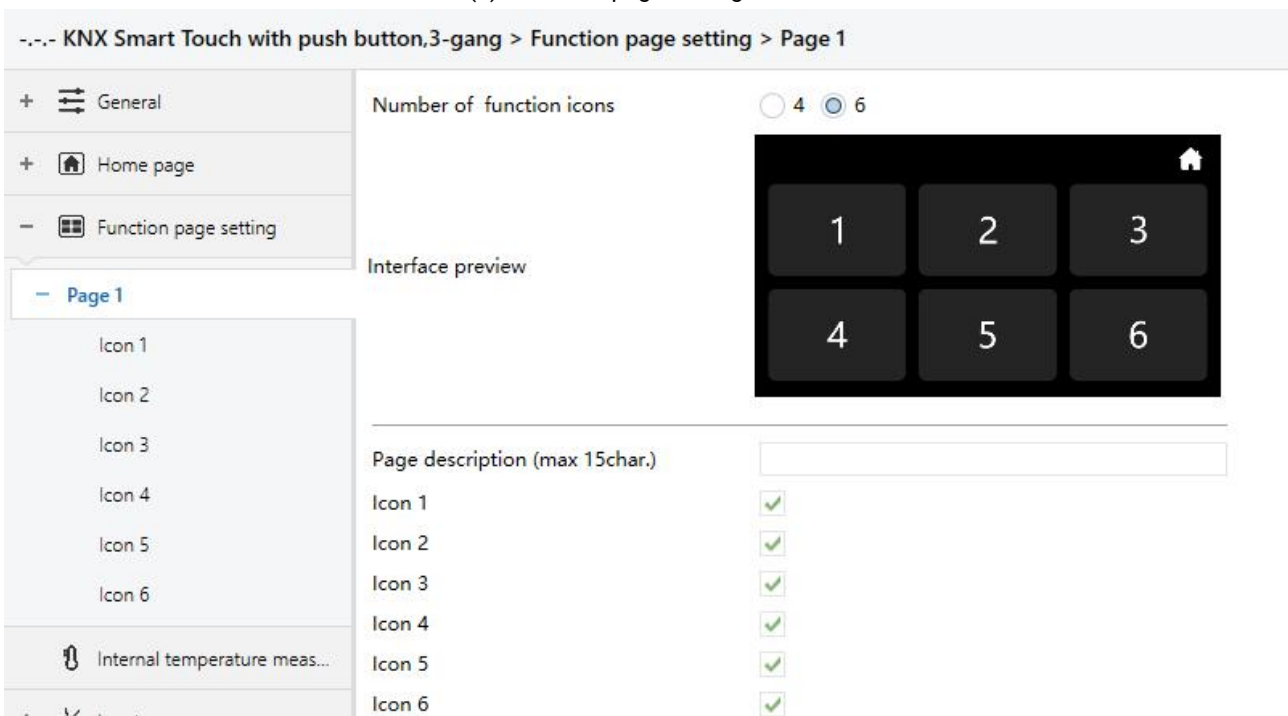 -.-.- KNX Smart Touch with push button,3-gang > Function page setting > Page 1
+ General
+ Home page
– Function page setting
– Page 1
Icon 1
Icon 2
Icon 3
Icon 4
Icon 5
Icon 6
Internal temperature meas...
Number of function icons
4 6
Interface preview
1 2 3
4 5 6
Page description (max 15char.)
Icon 1
Icon 2
Icon 3
Icon 4
Icon 5
Icon 6